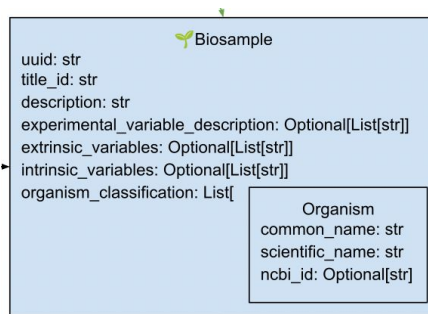 🌱Biosample
uuid: str
title_id: str
description: str
experimental_variable_description: Optional[List[str]]
extrinsic_variables: Optional[List[str]]
intrinsic_variables: Optional[List[str]]
organism_classification: List[
Organism
common_name: str
scientific_name: str
ncbi_id: Optional[str]